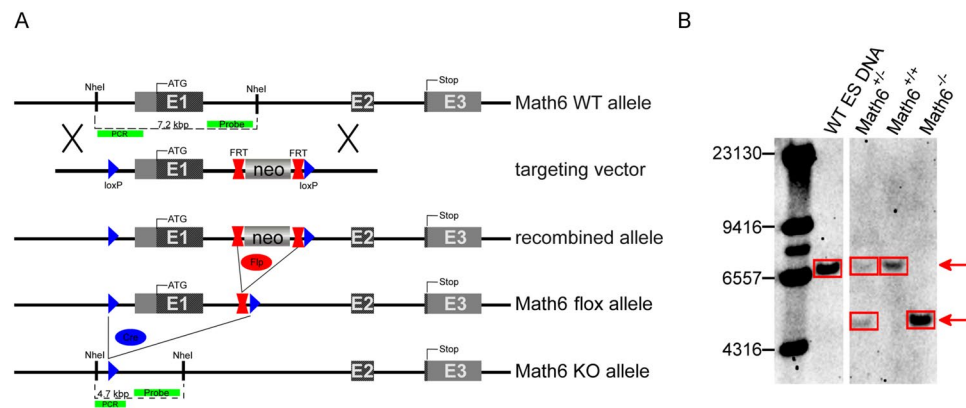 A
ATG
Stop
NheI
NheI
E1
E2
E3
Math6 WT allele
7.2 kbp
PCR
Probe
ATG
FRT
FRT
E1
neo
targeting vector
loxP
loxP
ATG
Stop
E1
neo
E2
E3
recombined allele
Flp
ATG
Stop
E1
E2
E3
Math6 flox allele
Cre
NheI
NheI
Stop
E2
E3
Math6 KO allele
4.7 kbp
Probe
PCR
B
WT ES DNA
Math6+/-
Math6+/+
Math6-/-
23130
9416
6557
4316